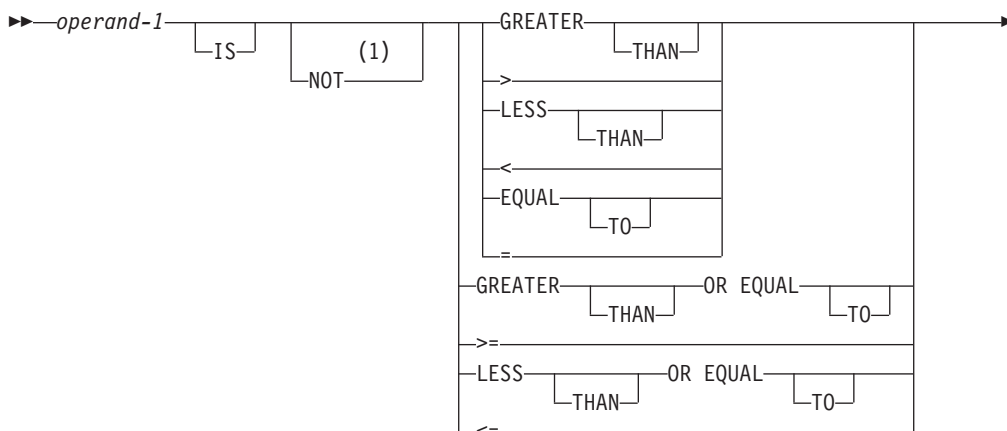 operand-1 GREATER
IS (1) THAN
NOT >
LESS
THAN
<
EQUAL
TO
=
GREATER OR EQUAL
THAN TO
>=
LESS OR EQUAL
THAN TO
<=